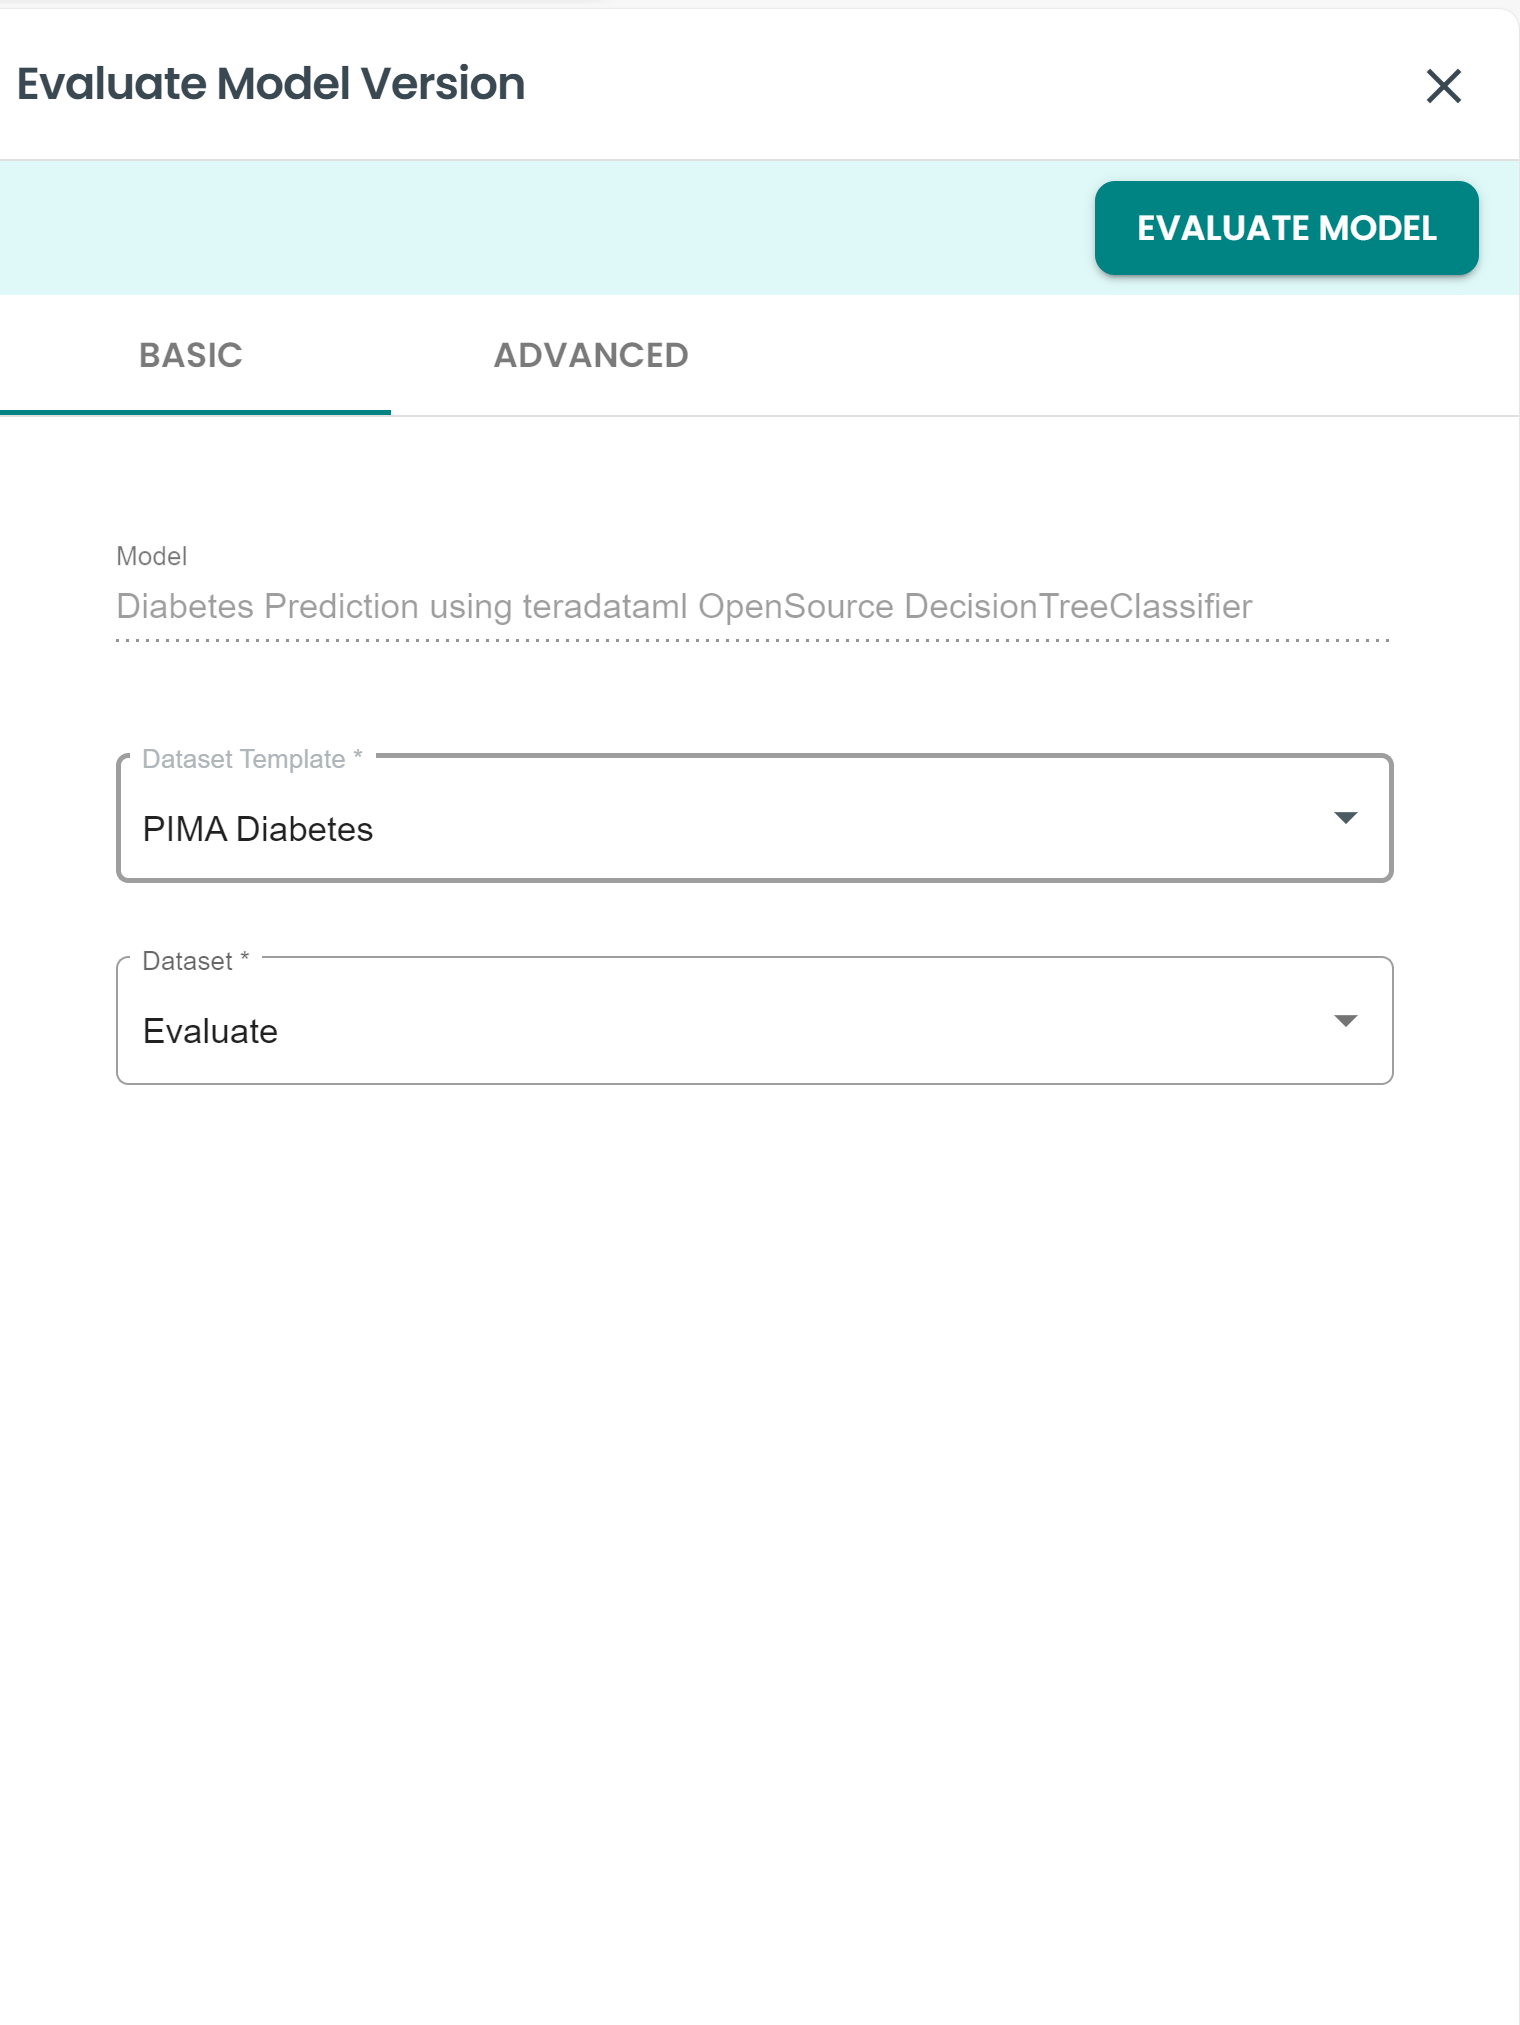 Evaluate Model Version
EVALUATE MODEL
BASIC ADVANCED
Model
Diabetes Prediction using teradataml OpenSource DecisionTreeClassifier
Dataset Template *
PIMA Diabetes
Dataset *
Evaluate